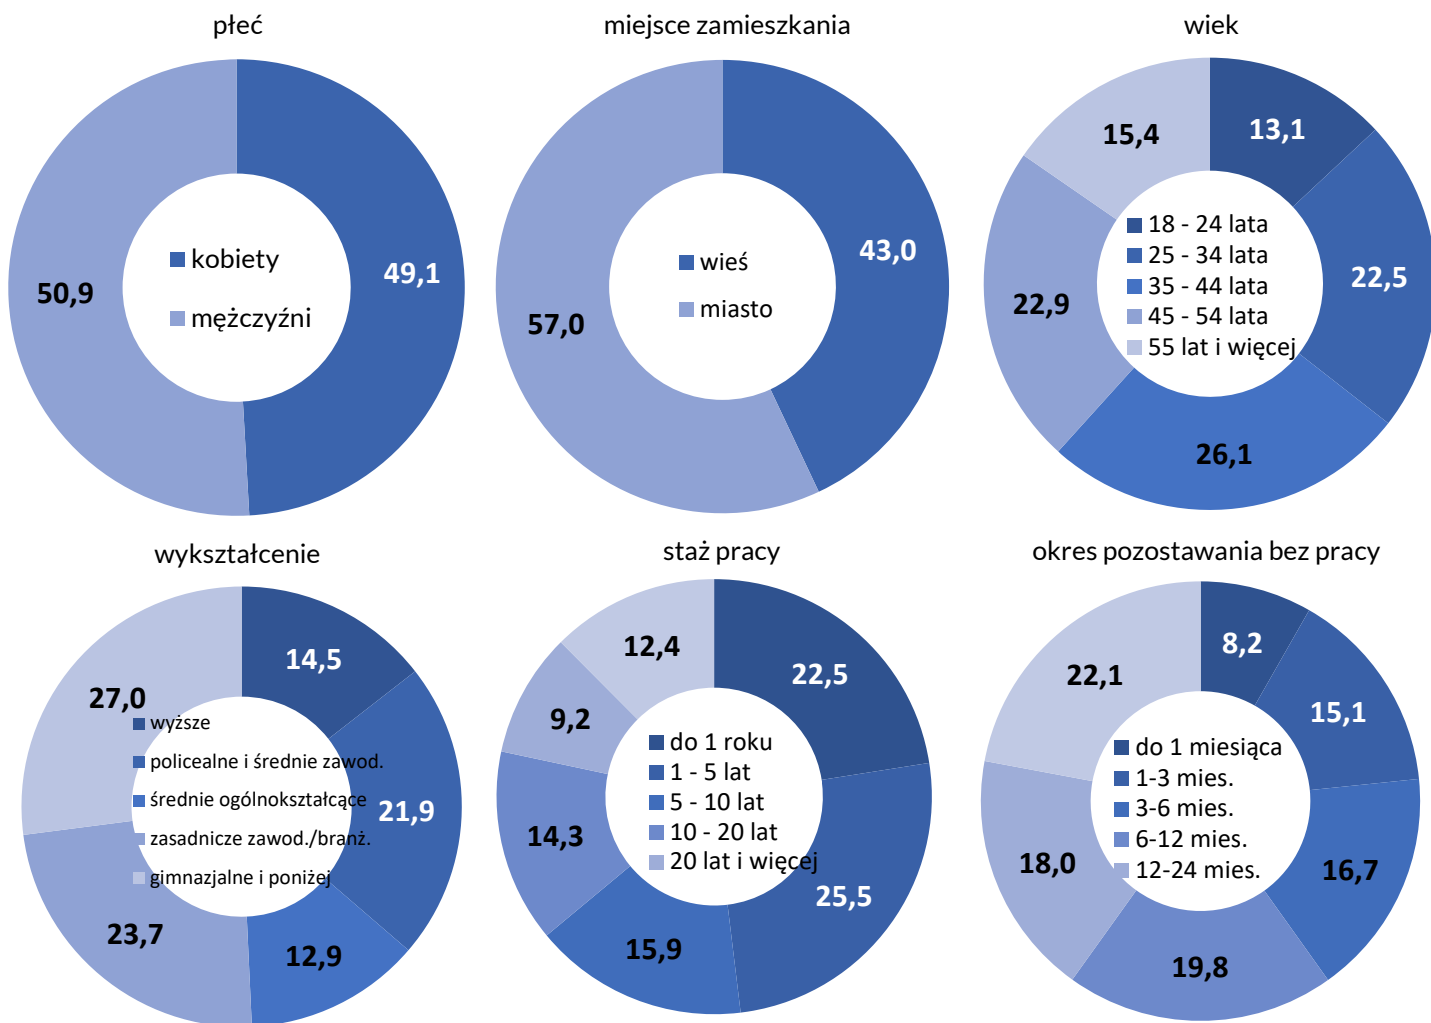 płeć
50,9
49,1
kobiety
mężczyźni
miejsce zamieszkania
57,0
43,0
wieś
miasto
wiek
13,1
22,5
26,1
22,9
15,4
18 - 24 lata
25 - 34 lata
35 - 44 lata
45 - 54 lata
55 lat i więcej
wykształcenie
14,5
21,9
12,9
23,7
27,0
wyższe
policealne i średnie zawod.
średnie ogólnokształcące
zasadnicze zawod./branż.
gimnazjalne i poniżej
staż pracy
22,5
25,5
15,9
14,3
9,2
12,4
do 1 roku
1 - 5 lat
5 - 10 lat
10 - 20 lat
20 lat i więcej
okres pozostawania bez pracy
8,2
15,1
16,7
19,8
18,0
22,1
do 1 miesiąca
1-3 mies.
3-6 mies.
6-12 mies.
12-24 mies.